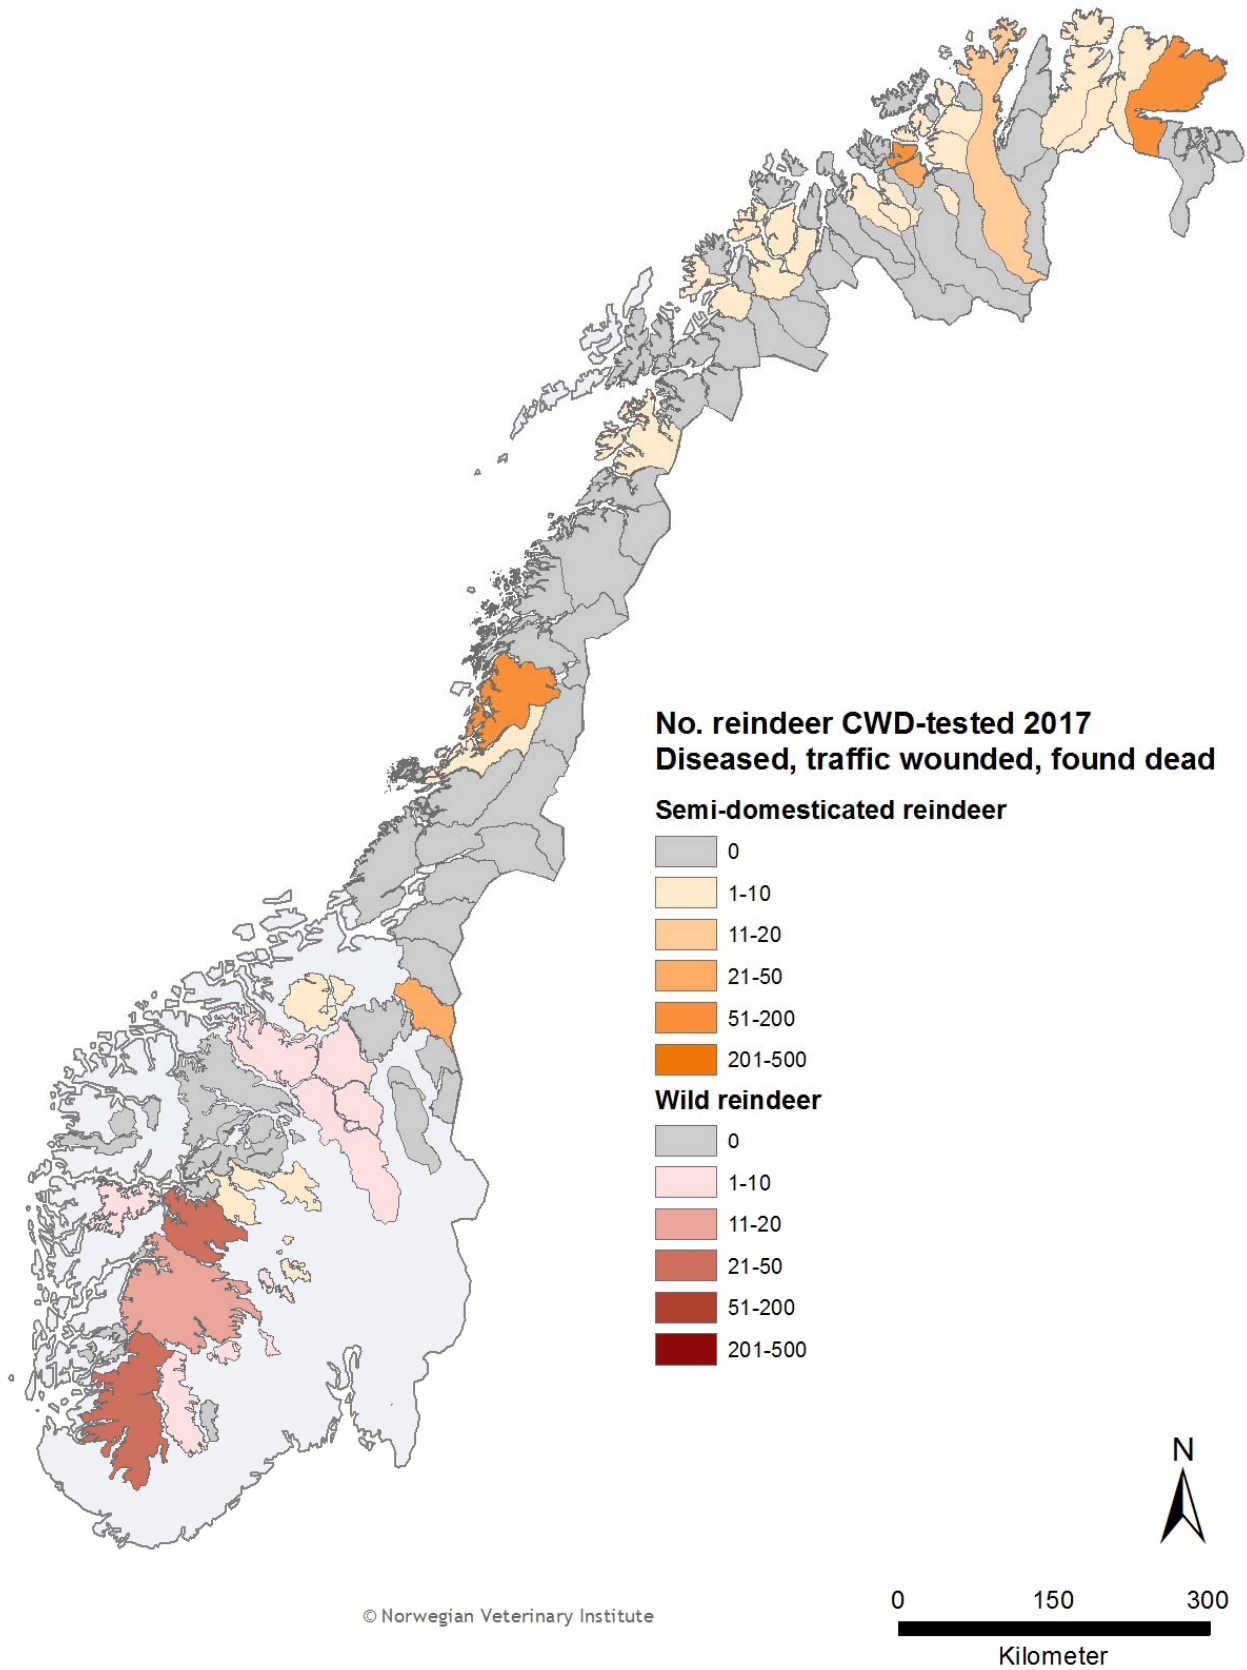 No. reindeer CWD-tested 2017
Diseased, traffic wounded, found dead
Semi-domesticated reindeer
0
1-10
11-20
21-50
51-200
201-500
Wild reindeer
0
1-10
11-20
21-50
51-200
201-500
N
0 150 300
Kilometer
© Norwegian Veterinary Institute